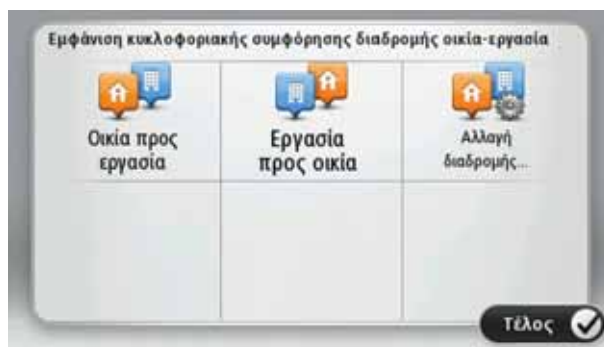 Εμφάνιση κυκλοφοριακής συμφόρησης διαδρομής οικία-εργασία
Οικία προς
εργασία
Εργασία
προς οικία
Αλλαγή
διαδρομής...
Τέλος